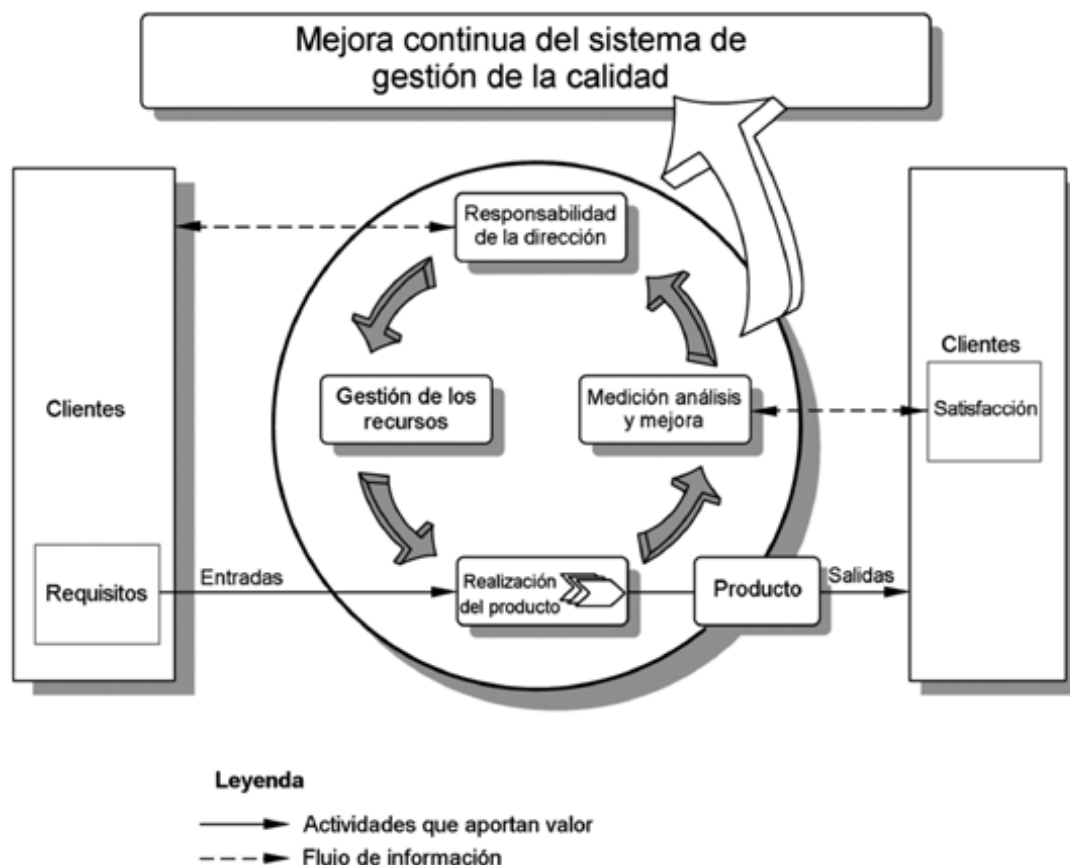 Mejora continua del sistema de
gestión de la calidad
Responsabilidad
de la dirección
Clientes
Gestión de los
recursos
Medición análisis
y mejora
Clientes
Satisfacción
Requisitos
Entradas
Realización
del producto
Producto
Salidas
Leyenda
Actividades que aportan valor
Flujo de información